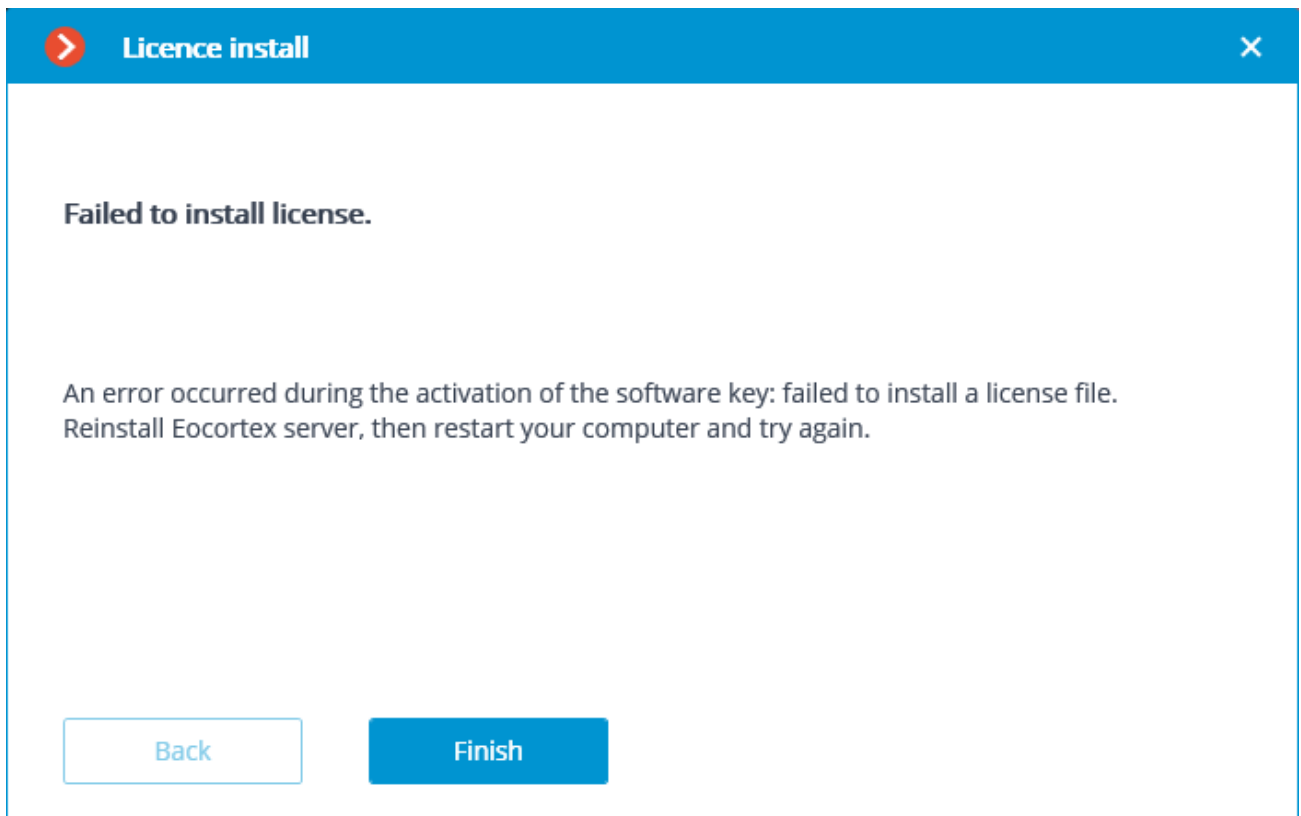 Licence install
Failed to install license.
An error occurred during the activation of the software key: failed to install a license file.
Reinstall Eocortex server, then restart your computer and try again.
Back
Finish